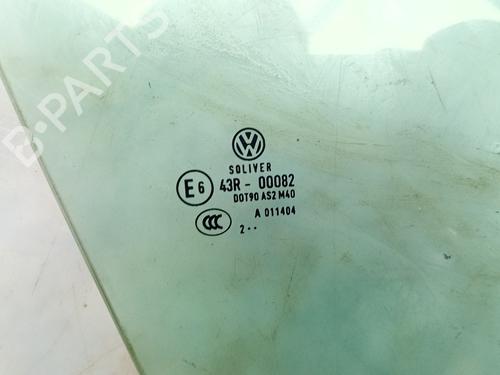 B-PARTS
VW
SOLIVER
E6 43R - 00082
DOT90 AS2 M40
CCC A 011404
2··